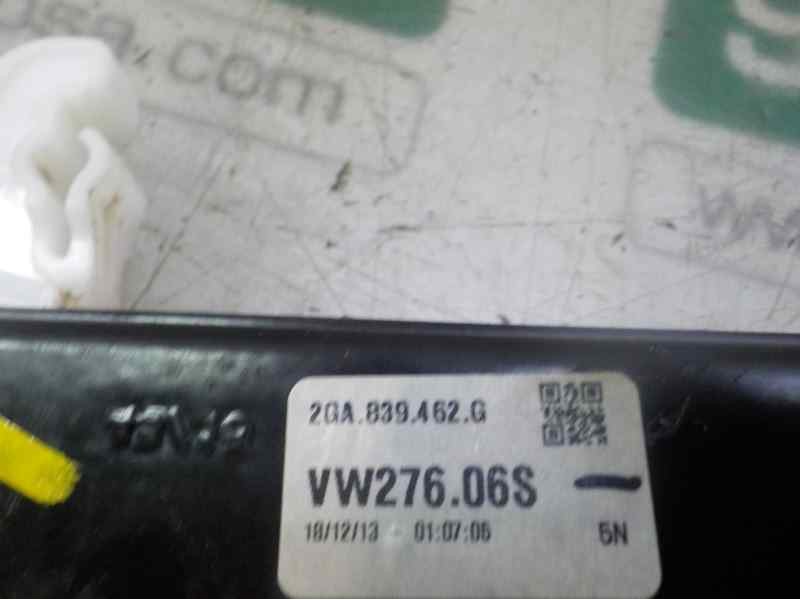 .com
2GA.839.462.G
VW276.06S
18/12/13 - 01:07:06
5N